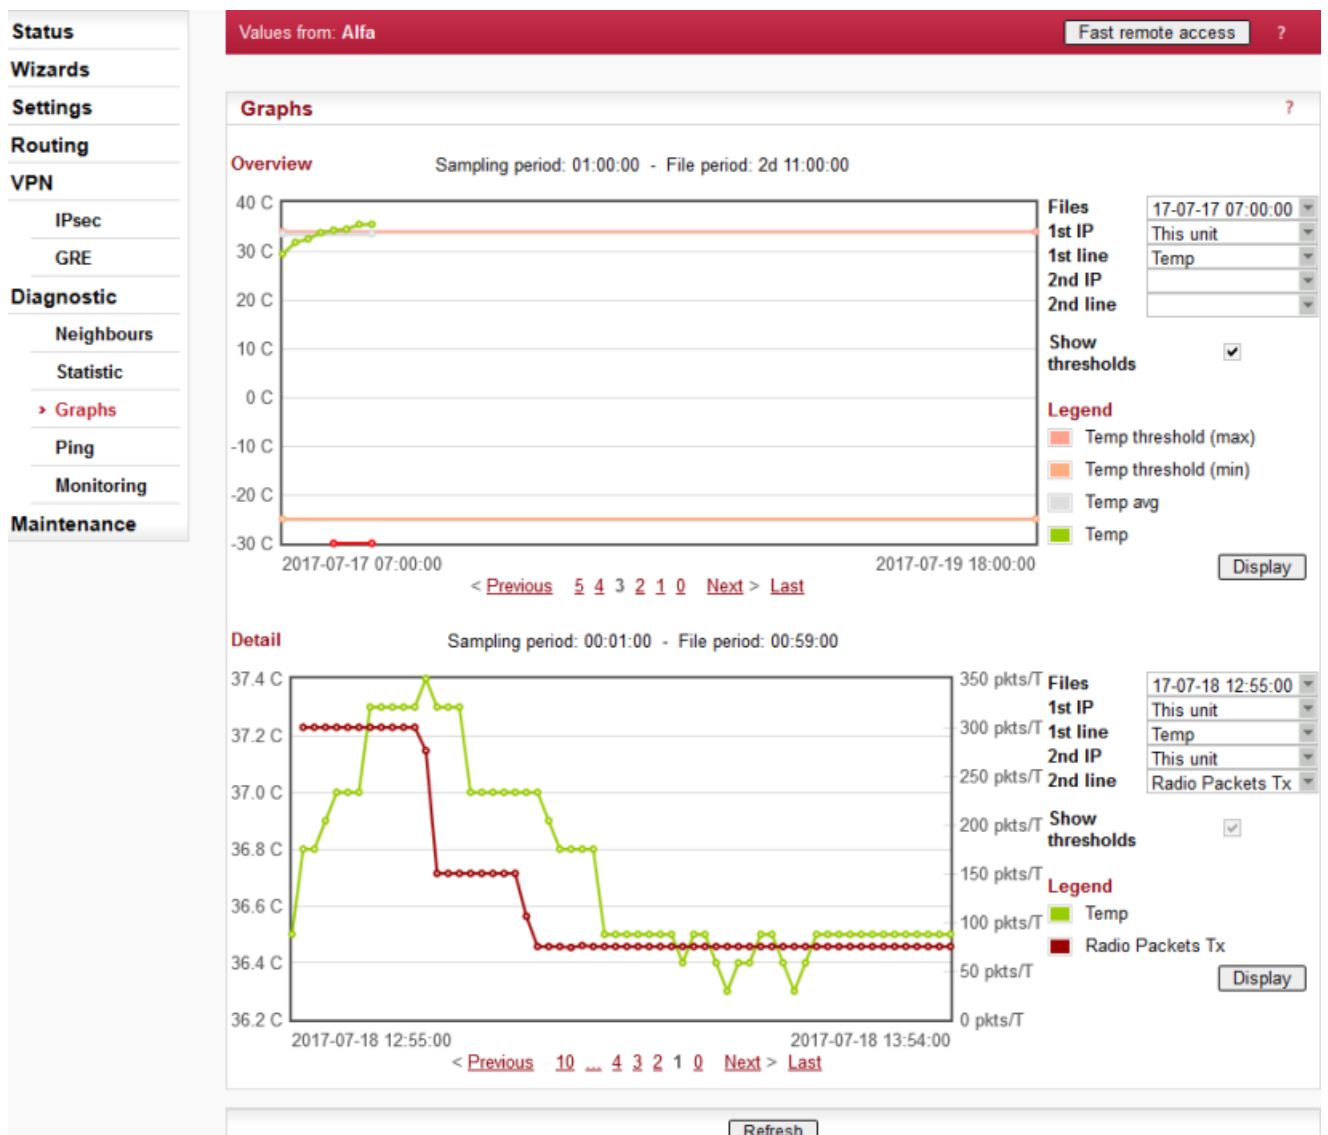 Status
Wizards
Settings
Routing
VPN
IPsec
GRE
Diagnostic
Neighbours
Statistic
› Graphs
Ping
Monitoring
Maintenance
Values from: Alfa
Fast remote access
?
Graphs
?
Overview
Sampling period: 01:00:00 - File period: 2d 11:00:00
40 C
30 C
20 C
10 C
0 C
-10 C
-20 C
-30 C
2017-07-17 07:00:00
2017-07-19 18:00:00
< Previous 5 4 3 2 1 0 Next > Last
Files 17-07-17 07:00:00
1st IP This unit
1st line Temp
2nd IP
2nd line
Show
thresholds
Legend
Temp threshold (max)
Temp threshold (min)
Temp avg
Temp
Display
Detail
Sampling period: 00:01:00 - File period: 00:59:00
37.4 C
37.2 C
37.0 C
36.8 C
36.6 C
36.4 C
36.2 C
350 pkts/T
300 pkts/T
250 pkts/T
200 pkts/T
150 pkts/T
100 pkts/T
50 pkts/T
0 pkts/T
2017-07-18 12:55:00
2017-07-18 13:54:00
< Previous 10 ... 4 3 2 1 0 Next > Last
Files 17-07-18 12:55:00
1st IP This unit
1st line Temp
2nd IP This unit
2nd line Radio Packets Tx
Show
thresholds
Legend
Temp
Radio Packets Tx
Display
Refresh